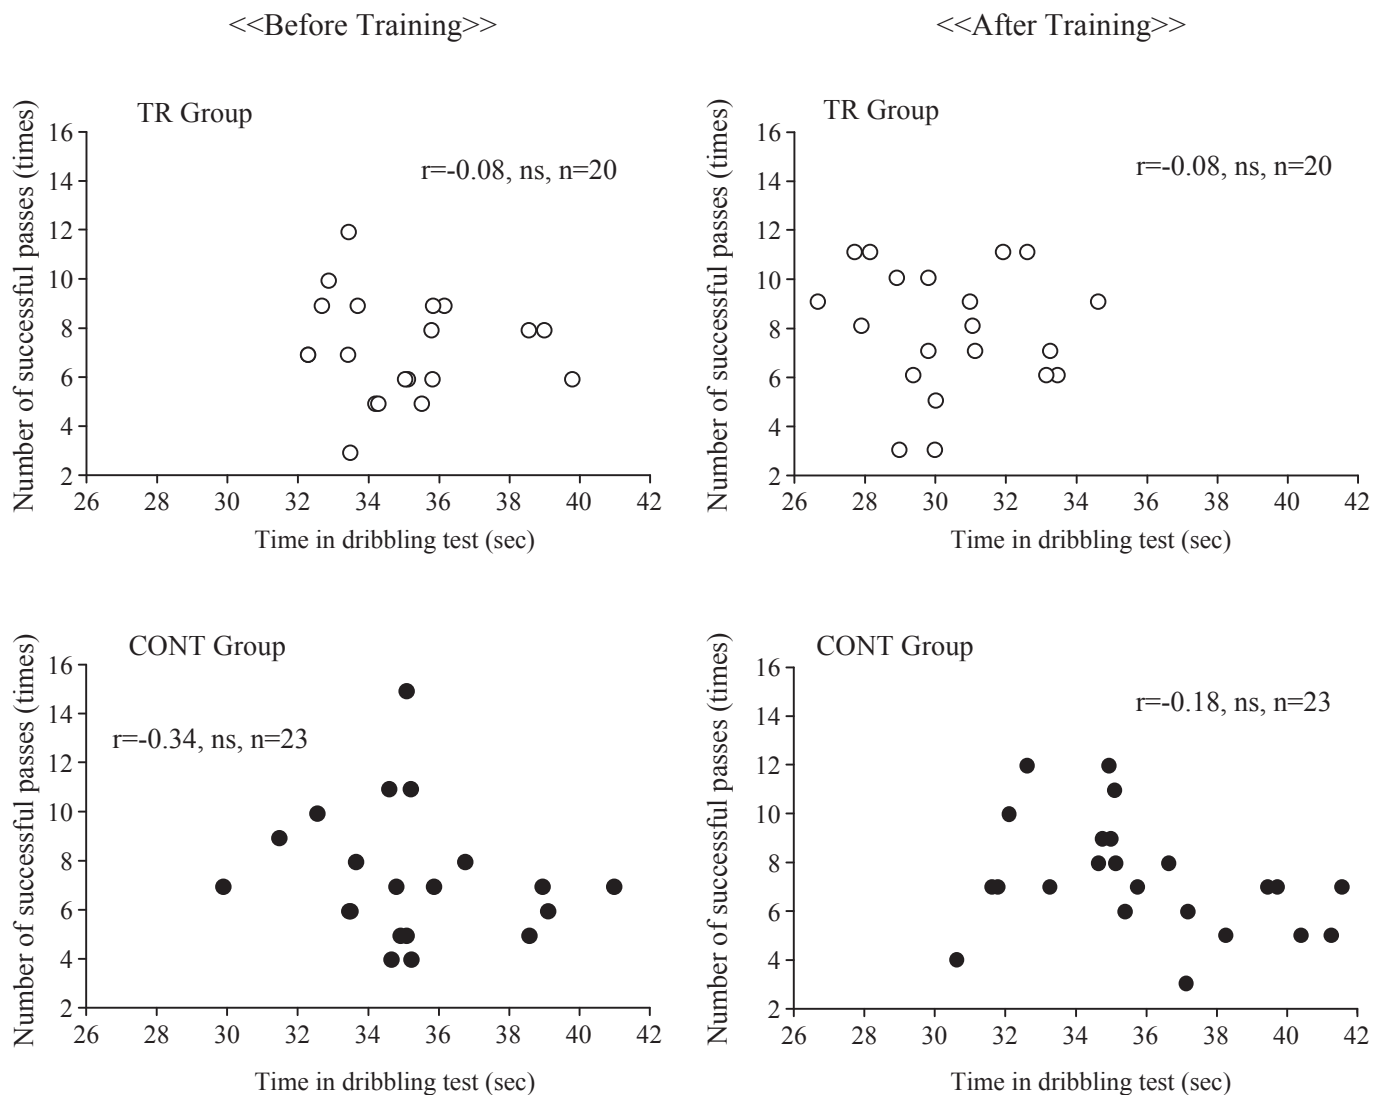 <<Before Training>>
<<After Training>>
TR Group
r=-0.08, ns, n=20
Number of successful passes (times)
16
14
12
10
8
6
4
2
26 28 30 32 34 36 38 40 42
Time in dribbling test (sec)
TR Group
r=-0.08, ns, n=20
Number of successful passes (times)
16
14
12
10
8
6
4
2
26 28 30 32 34 36 38 40 42
Time in dribbling test (sec)
CONT Group
r=-0.34, ns, n=23
Number of successful passes (times)
16
14
12
10
8
6
4
2
26 28 30 32 34 36 38 40 42
Time in dribbling test (sec)
CONT Group
r=-0.18, ns, n=23
Number of successful passes (times)
16
14
12
10
8
6
4
2
26 28 30 32 34 36 38 40 42
Time in dribbling test (sec)